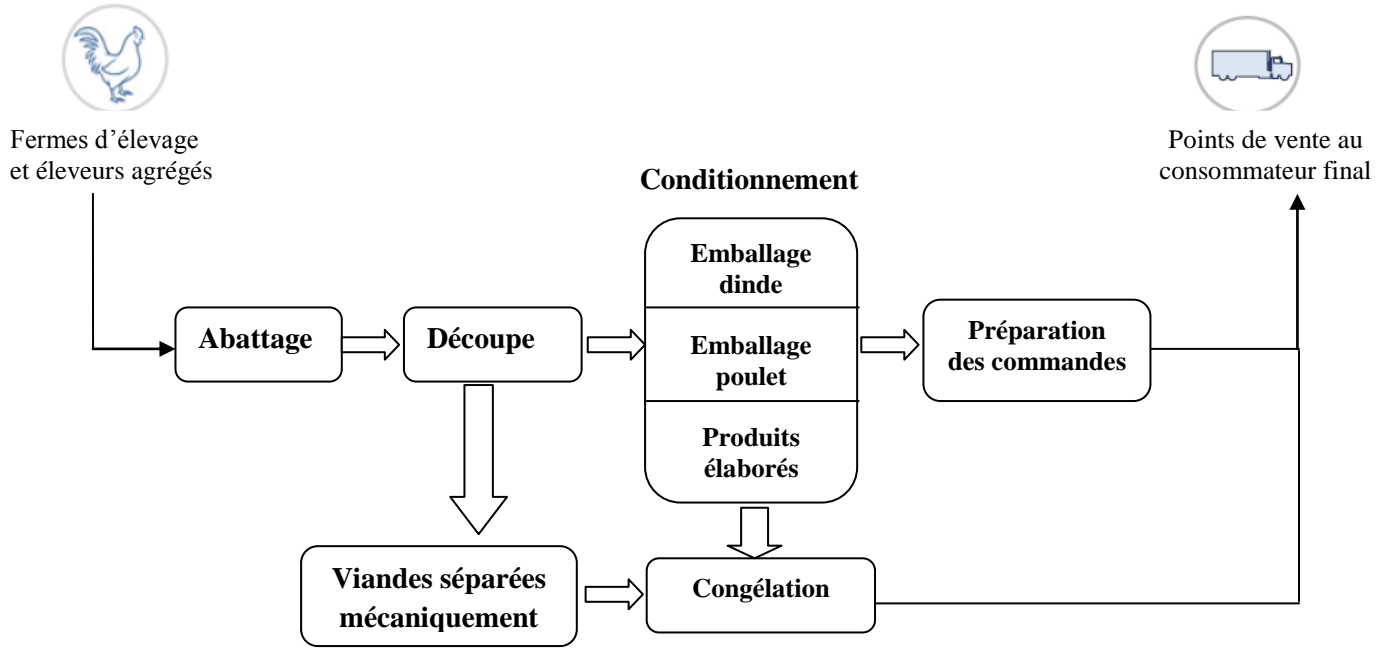 Fermes d’élevage
et éleveurs agrégés
Points de vente au
consommateur final
Conditionnement
Emballage
dinde
Abattage
Découpe
Emballage
poulet
Préparation
des commandes
Produits
élaborés
Viandes séparées
mécaniquement
Congélation